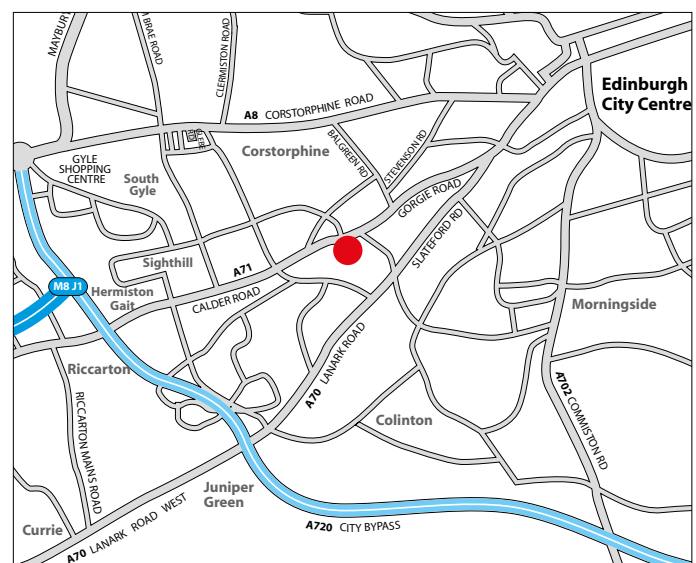 MAYBURY
M BRAE ROAD
CLERMISTON ROAD
Edinburgh
City Centre
A8 CORSTORPHINE ROAD
GLEBE
RD
BALGREEN RD
STEVENSON RD
Corstorphine
GYLE
SHOPPING
CENTRE
South
Gyle
GORGIE ROAD
SLATEFORD RD
Sighthill
A71
M8 J1
Hermiston
Gait
CALDER ROAD
Morningside
A70 LANARK ROAD
Riccarton
RICCARTON MAINS ROAD
A702 COMMISTON RD
Colinton
Juniper
Green
A70 LANARK ROAD WEST
A720 CITY BYPASS
Currie